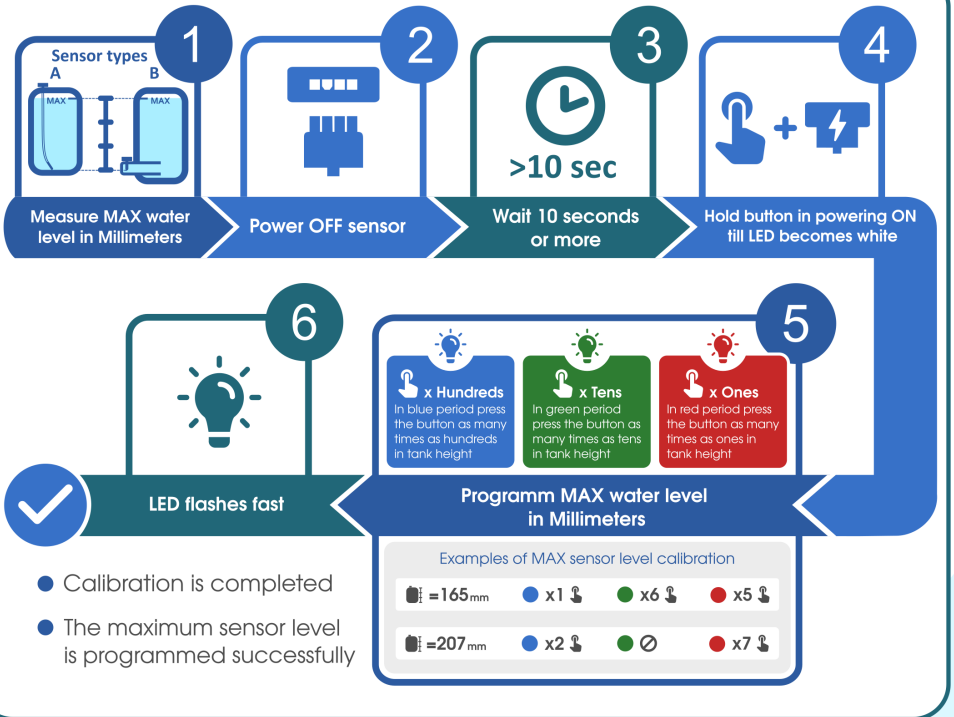 1
Sensor types
A B
MAX MAX
Measure MAX water
level in Millimeters
2
Power OFF sensor
3
>10 sec
Wait 10 seconds
or more
4
Hold button in powering ON
till LED becomes white
5
x Hundreds
In blue period press
the button as many
times as hundreds
in tank height
x Tens
In green period
press the button as
many times as tens
in tank height
x Ones
In red period press
the button as many
times as ones in
tank height
Programm MAX water level
in Millimeters
Examples of MAX sensor level calibration
=165mm x1 x6 x5
=207mm x2 x7
6
LED flashes fast
Calibration is completed
The maximum sensor level
is programmed successfully